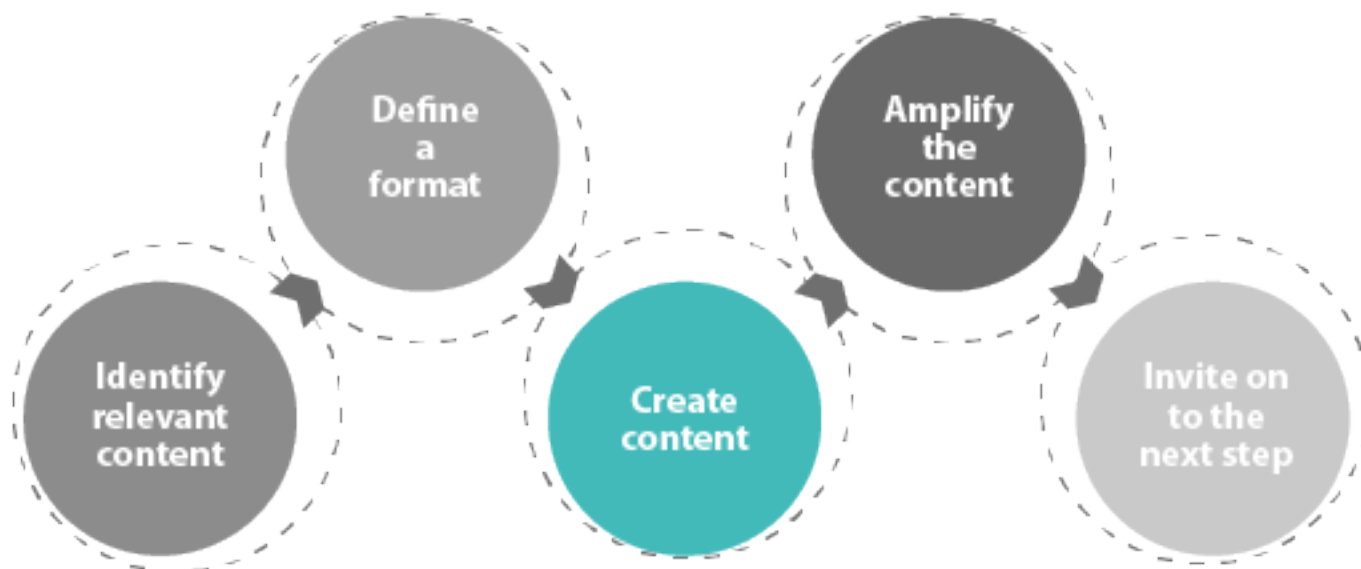 Identify
relevant
content
Define
a
format
Create
content
Amplify
the
content
Invite on
to the
next step